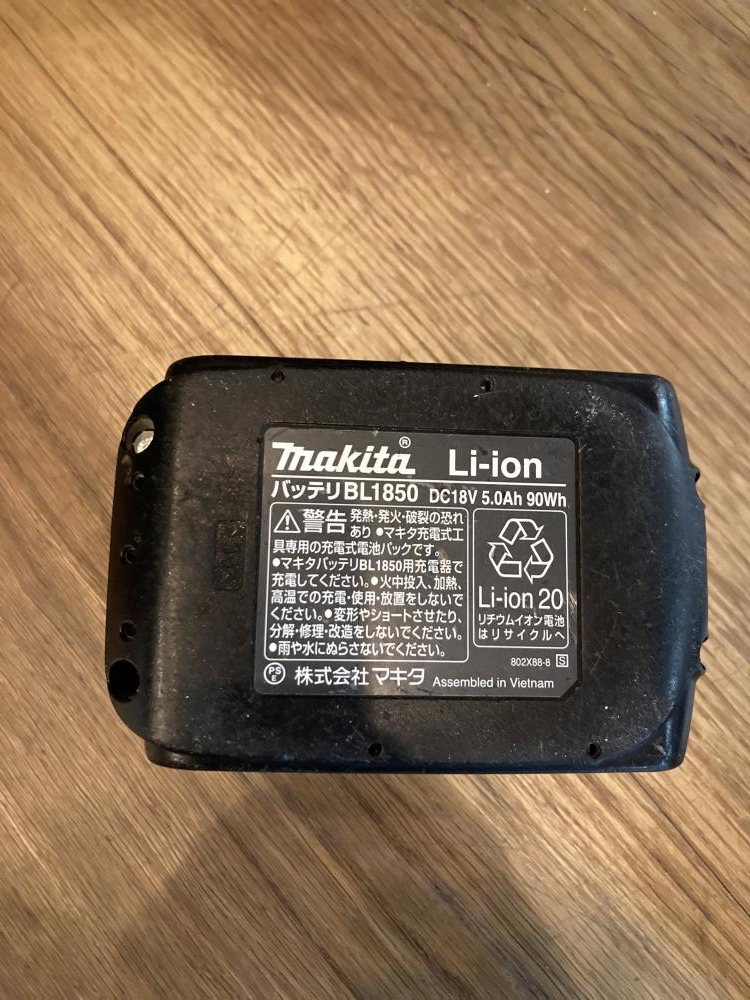 makita® Li-ion
バッテリBL1850 DC18V 5.0Ah 90Wh
警告 発熱・発火・破裂の恐れ
あり ●マキタ充電式工
具専用の充電式電池パックです。
●マキタバッテリBL1850用充電器で
充電してください。●火中投入、加熱、
高温での充電・使用・放置をしないで
ください。●変形やショートさせたり、
分解・修理・改造をしないでください。
●雨や水にぬらさないでください。
Li-ion 20
リチウムイオン電池
はリサイクルへ
802X88-8 S
PSE 株式会社マキタ Assembled in Vietnam